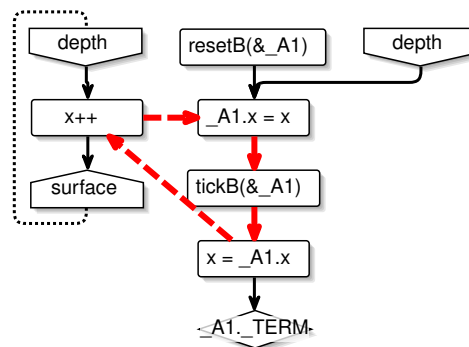 depth
resetB(&_A1)
depth
x++
_A1.x = x
surface
tickB(&_A1)
x = _A1.x
_A1._TERM